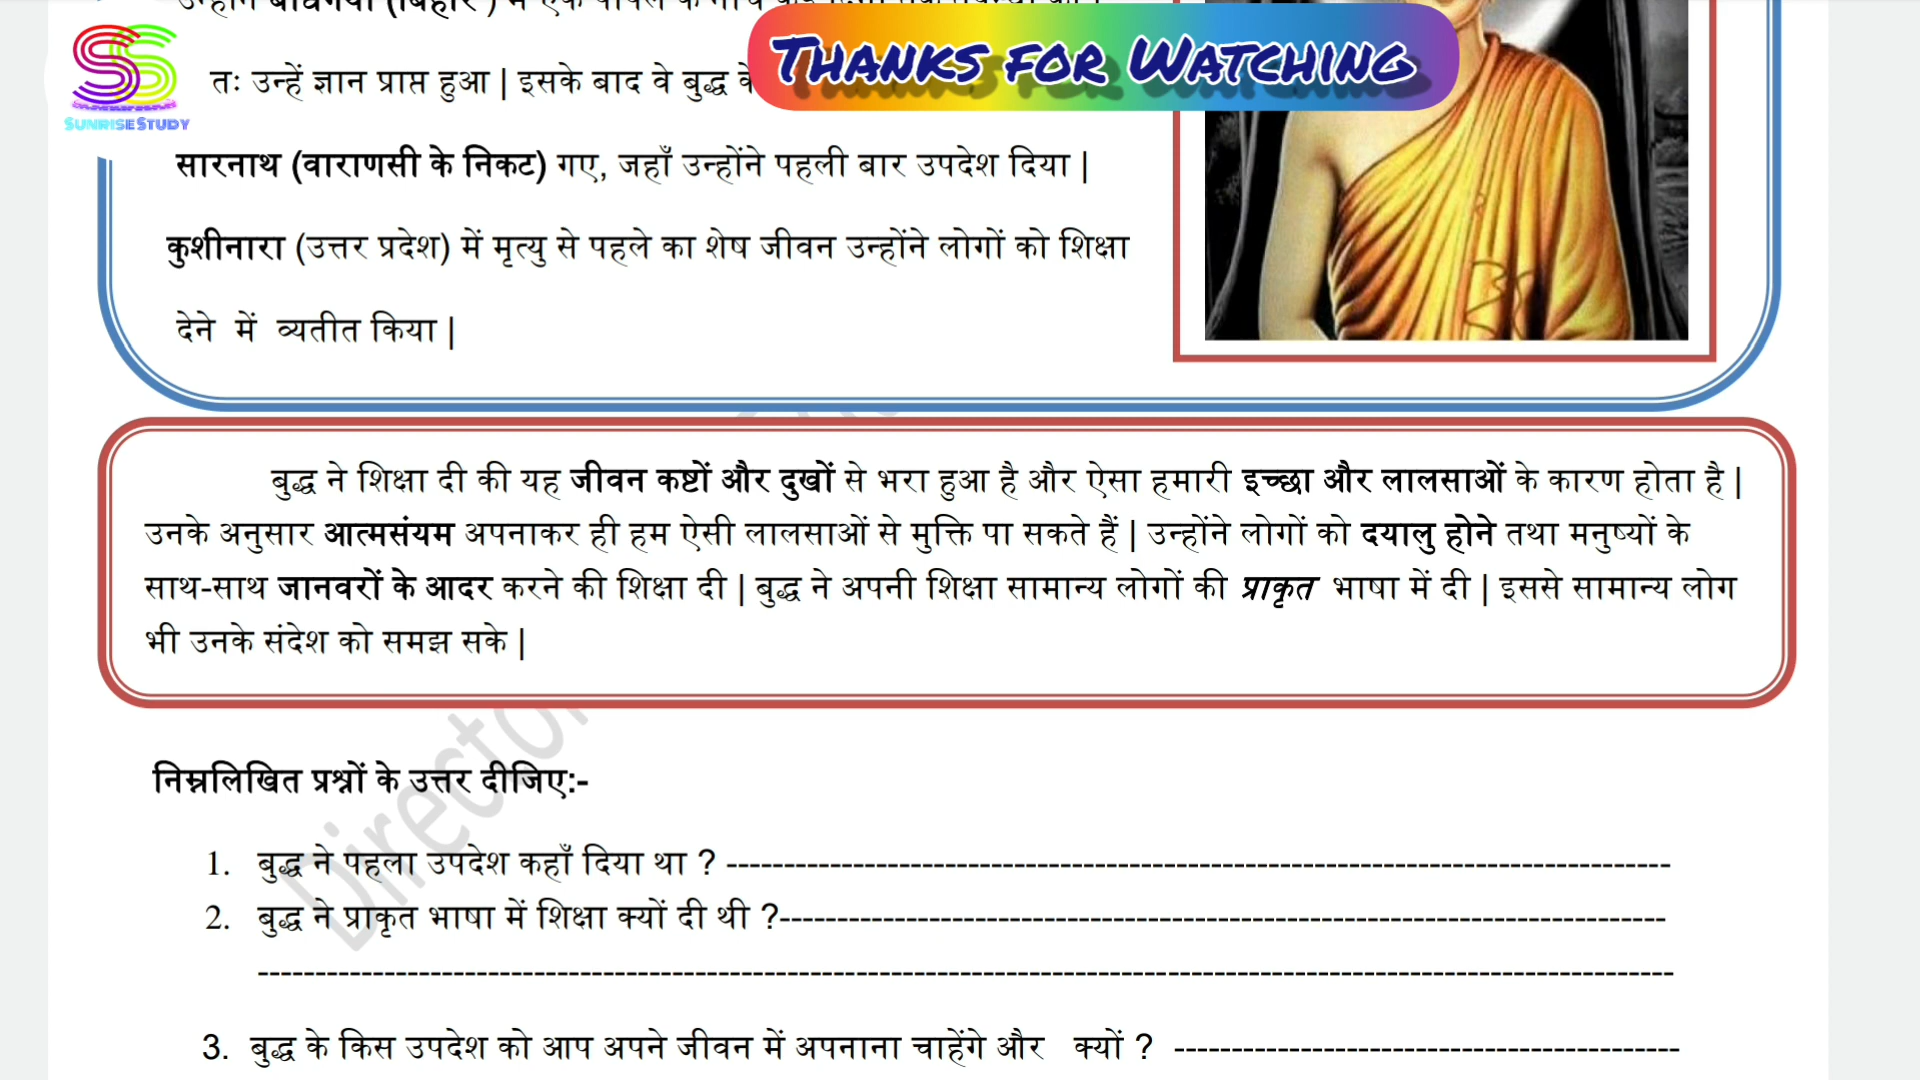 THANKS FOR WATCHING
SS
SUNRISE STUDY
तः उन्हें ज्ञान प्राप्त हुआ | इसके बाद वे बुद्ध के
सारनाथ (वाराणसी के निकट) गए, जहाँ उन्होंने पहली बार उपदेश दिया |
कुशीनारा (उत्तर प्रदेश) में मृत्यु से पहले का शेष जीवन उन्होंने लोगों को शिक्षा
देने में व्यतीत किया |
बुद्ध ने शिक्षा दी की यह जीवन कष्टों और दुखों से भरा हुआ है और ऐसा हमारी इच्छा और लालसाओं के कारण होता है |
उनके अनुसार आत्मसंयम अपनाकर ही हम ऐसी लालसाओं से मुक्ति पा सकते हैं | उन्होंने लोगों को दयालु होने तथा मनुष्यों के
साथ-साथ जानवरों के आदर करने की शिक्षा दी | बुद्ध ने अपनी शिक्षा सामान्य लोगों की प्राकृत भाषा में दी | इससे सामान्य लोग
भी उनके संदेश को समझ सके |
Director
निम्नलिखित प्रश्नों के उत्तर दीजिए:-
1. बुद्ध ने पहला उपदेश कहाँ दिया था ? --------------------
2. बुद्ध ने प्राकृत भाषा में शिक्षा क्यों दी थी ?--------------------
--------------------
3. बुद्ध के किस उपदेश को आप अपने जीवन में अपनाना चाहेंगे और क्यों ? --------------------